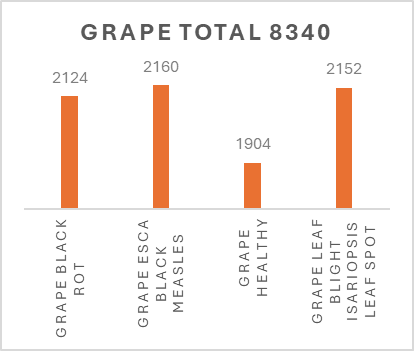 GRAPE TOTAL 8340
2124
2160
1904
2152
GRAPE BLACK
ROT
GRAPE ESCA
BLACK
MEASLES
GRAPE
HEALTHY
GRAPE LEAF
BLIGHT
ISARIOPSIS
LEAF SPOT